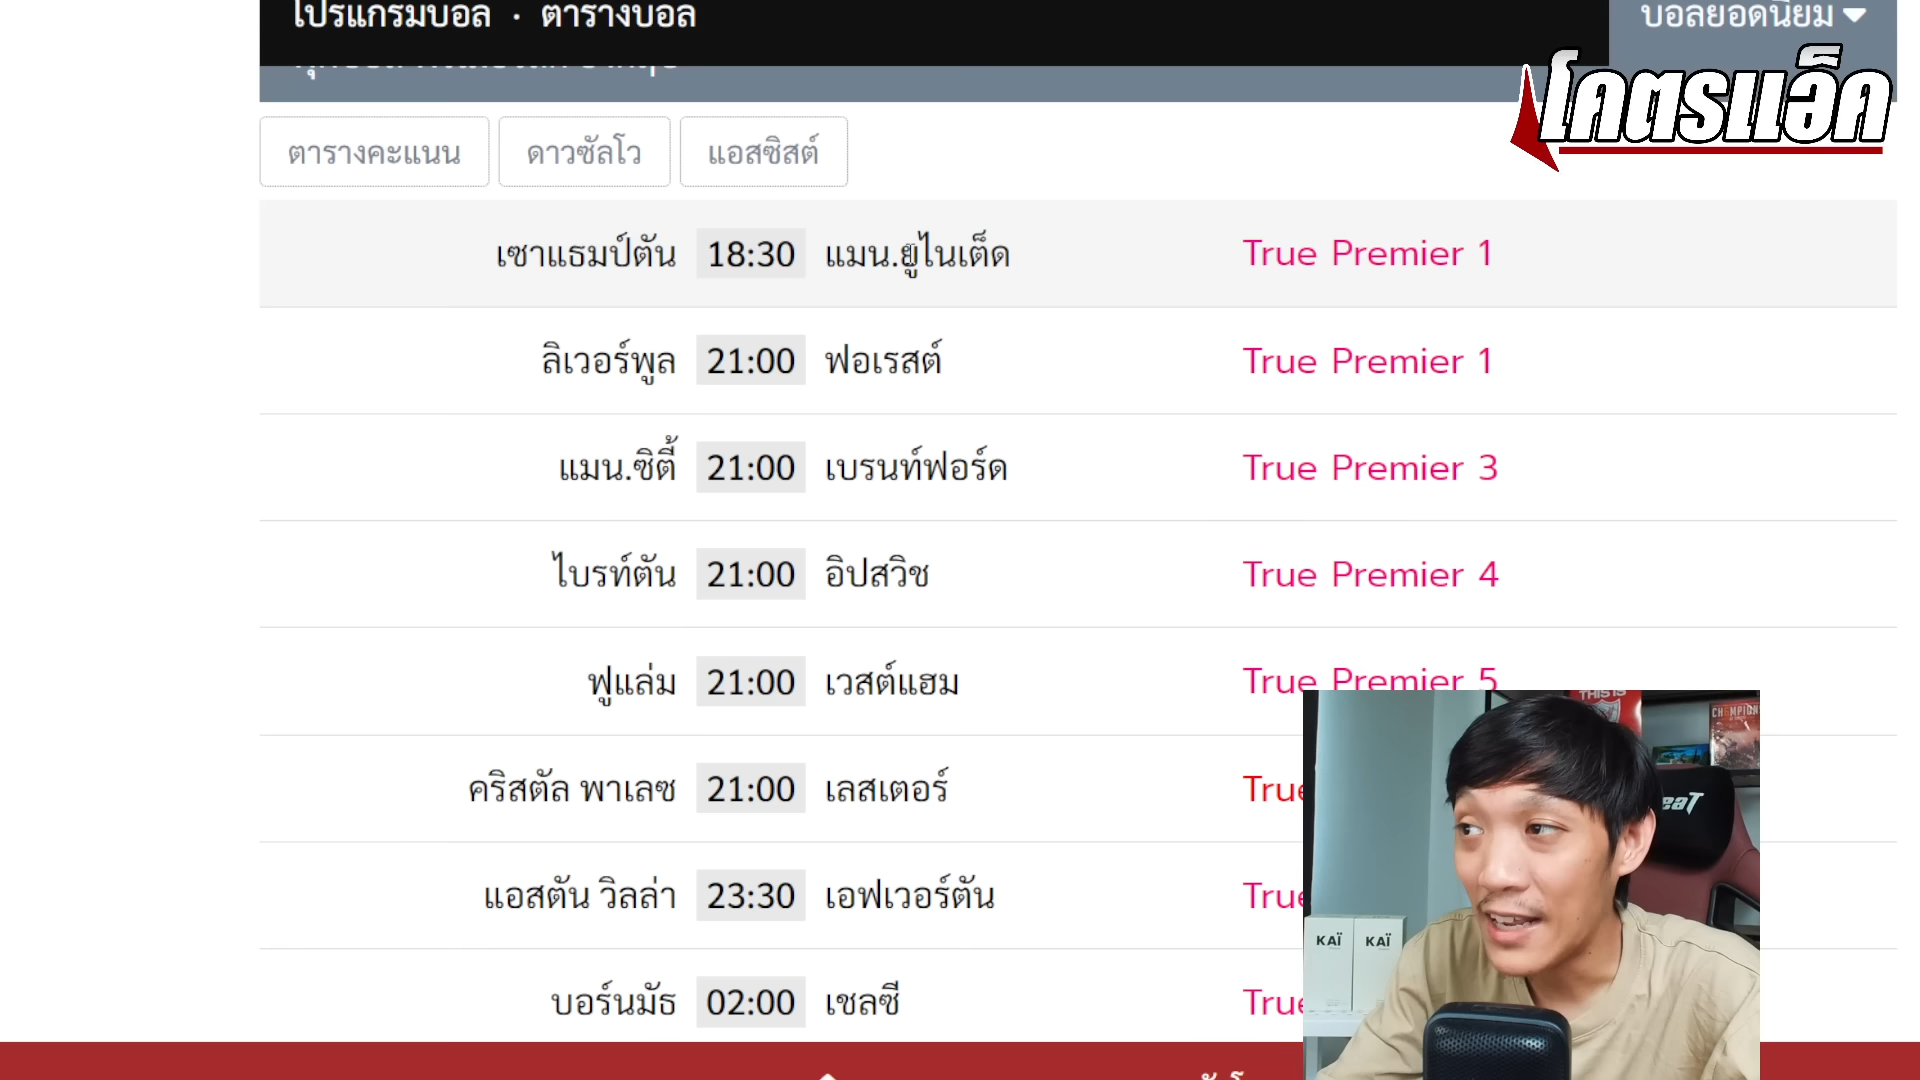 โปรแกรมบอล · ตารางบอล
บอลยอดนิยม
โคตรแอ็ค
ตารางคะแนน ดาวซัลโว แอสซิสต์
เซาแธมป์ตัน 18:30 แมน.ยูไนเต็ด True Premier 1
ลิเวอร์พูล 21:00 ฟอเรสต์ True Premier 1
แมน.ซิตี้ 21:00 เบรนท์ฟอร์ด True Premier 3
ไบรท์ตัน 21:00 อิปสวิช True Premier 4
ฟูแล่ม 21:00 เวสต์แฮม True Premier 5
คริสตัล พาเลซ 21:00 เลสเตอร์ True
แอสตัน วิลล่า 23:30 เอฟเวอร์ตัน True
บอร์นมัธ 02:00 เชลซี True
THIS IS
KAÏ KAÏ